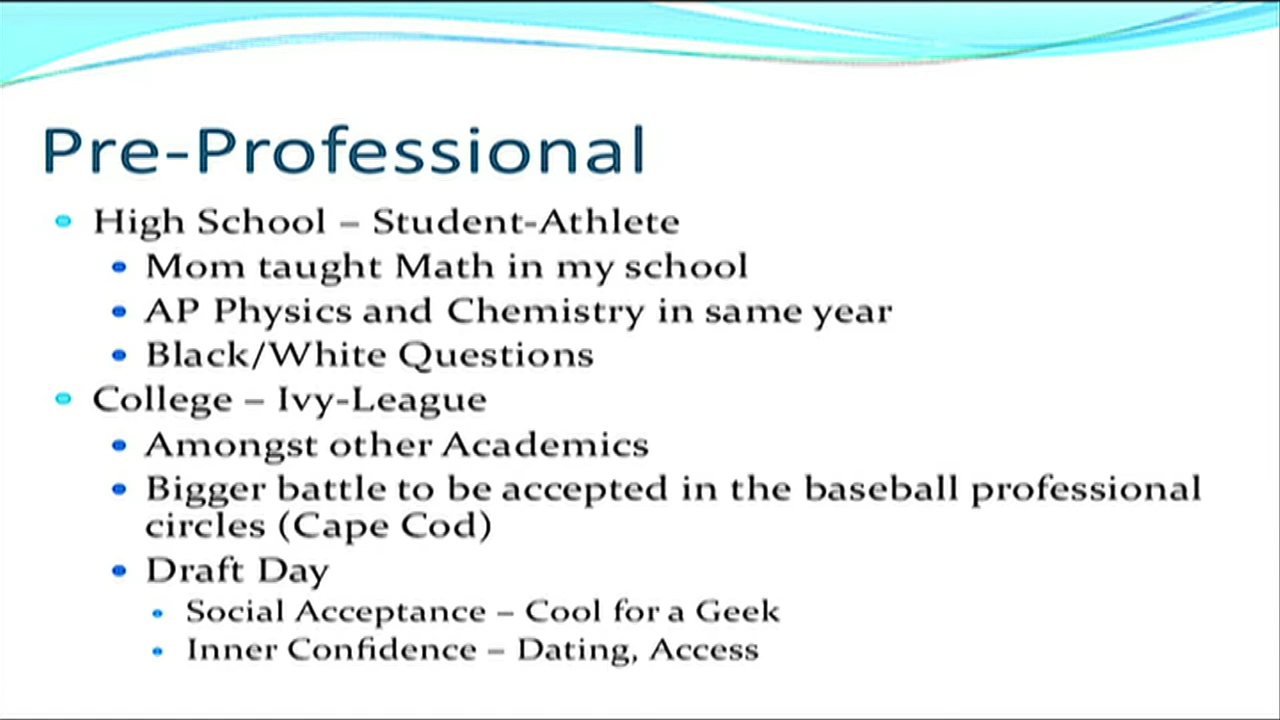 Pre-Professional
High School – Student-Athlete
Mom taught Math in my school
AP Physics and Chemistry in same year
Black/White Questions
College – Ivy-League
Amongst other Academics
Bigger battle to be accepted in the baseball professional
circles (Cape Cod)
Draft Day
Social Acceptance – Cool for a Geek
Inner Confidence – Dating, Access